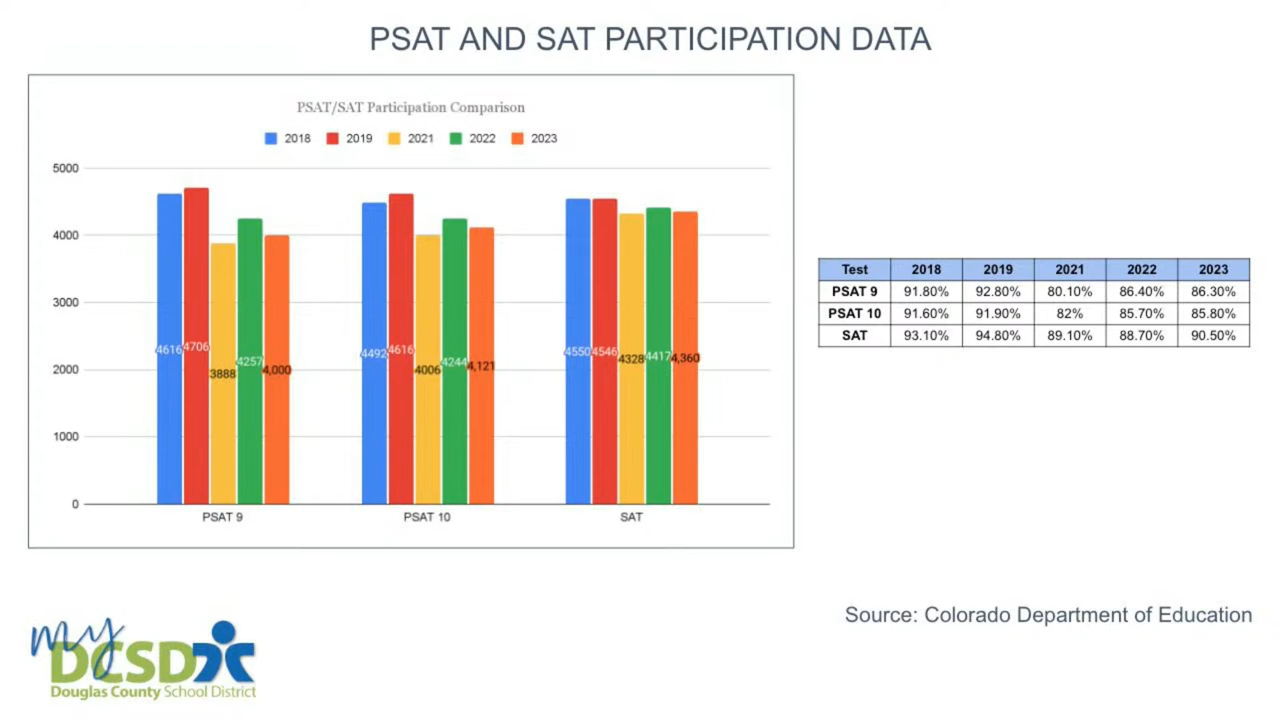 PSAT AND SAT PARTICIPATION DATA
PSAT/SAT Participation Comparison
2018 2019 2021 2022 2023
5000
4000
3000
2000
1000
0
4616 4706 3888 4257 4,000
4492 4616 4006 4244 4,121
4550 4546 4328 4417 4,360
PSAT 9 PSAT 10 SAT
Test 2018 2019 2021 2022 2023
PSAT 9 91.80% 92.80% 80.10% 86.40% 86.30%
PSAT 10 91.60% 91.90% 82% 85.70% 85.80%
SAT 93.10% 94.80% 89.10% 88.70% 90.50%
Source: Colorado Department of Education
my
DCSD
Douglas County School District